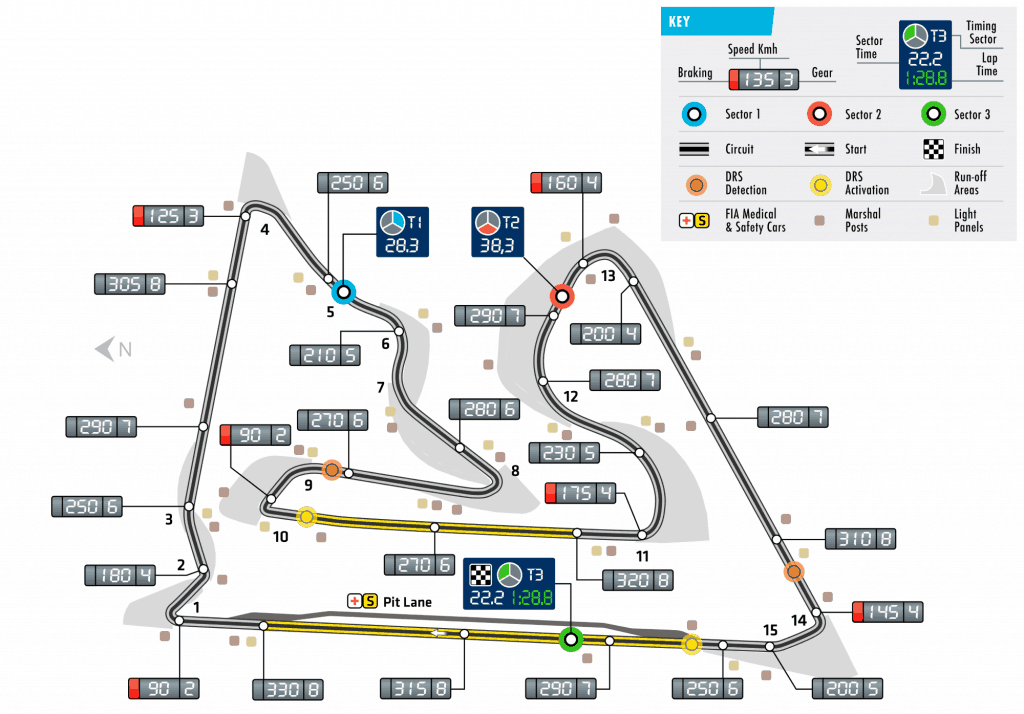 KEY
Speed Kmh
Braking
135 3
Gear
Sector
Time
T3
22.2
1:28.8
Timing
Sector
Lap
Time
Sector 1
Sector 2
Sector 3
Circuit
Start
Finish
DRS
Detection
DRS
Activation
Run-off
Areas
+ S
FIA Medical
& Safety Cars
Marshal
Posts
Light
Panels
250 6
160 4
125 3
4
T1
28.3
T2
38,3
13
305 8
5
290 7
200 4
N
6
210 5
7
280 7
12
270 6
280 6
280 7
290 7
90 2
230 5
8
9
175 4
250 6
3
10
11
310 8
270 6
2
180 4
T3
22.2 1:28.8
320 8
1
+ S Pit Lane
145 4
14
15
90 2
330 8
315 8
290 7
250 6
200 5